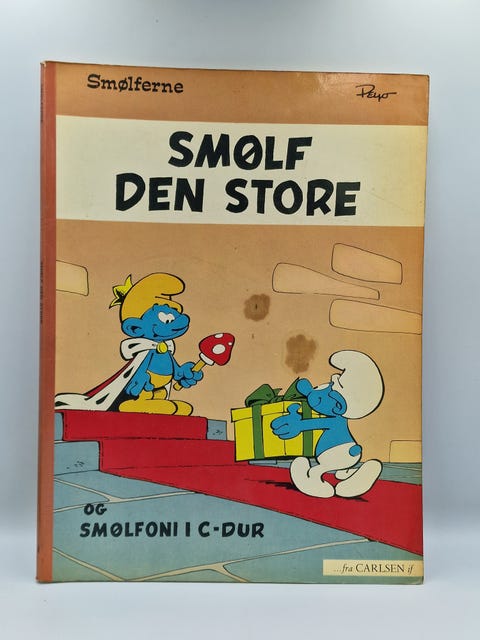 Smølferne
Peyo
SMØLF
DEN STORE
OG
SMØLFONI I C-DUR
...fra CARLSEN if